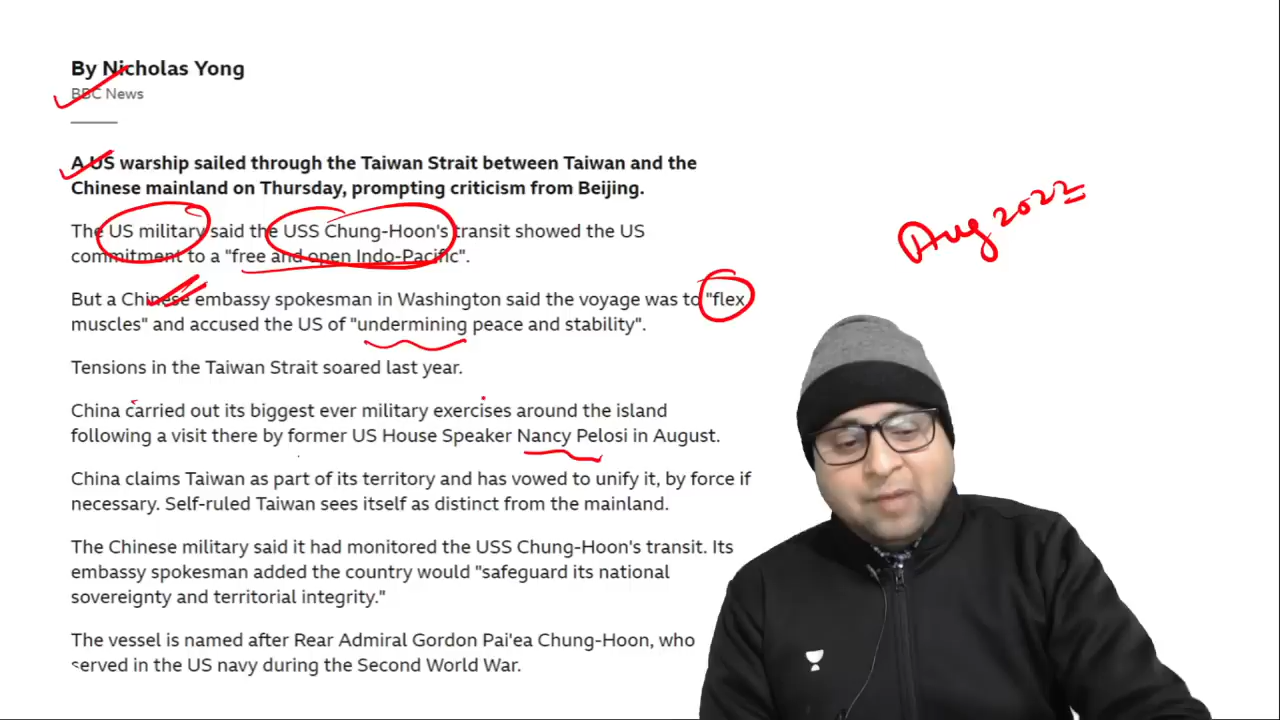 By Nicholas Yong
BBC News
A US warship sailed through the Taiwan Strait between Taiwan and the
Chinese mainland on Thursday, prompting criticism from Beijing.
The US military said the USS Chung-Hoon's transit showed the US
commitment to a "free and open Indo-Pacific".
But a Chinese embassy spokesman in Washington said the voyage was to "flex
muscles" and accused the US of "undermining peace and stability".
Tensions in the Taiwan Strait soared last year.
China carried out its biggest ever military exercises around the island
following a visit there by former US House Speaker Nancy Pelosi in August.
China claims Taiwan as part of its territory and has vowed to unify it, by force if
necessary. Self-ruled Taiwan sees itself as distinct from the mainland.
The Chinese military said it had monitored the USS Chung-Hoon's transit. Its
embassy spokesman added the country would "safeguard its national
sovereignty and territorial integrity."
The vessel is named after Rear Admiral Gordon Pai'ea Chung-Hoon, who
served in the US navy during the Second World War.
Aug 2022